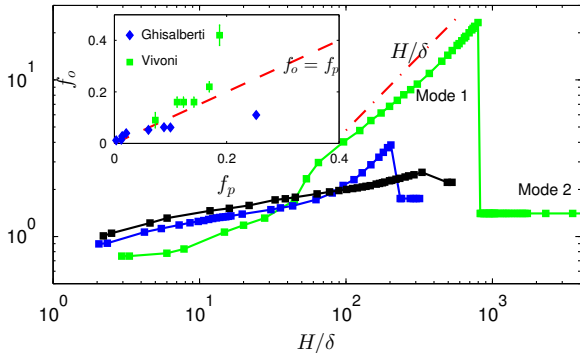 Ghisalberti
Vivoni
0.4
0.2
0
f_o
f_o = f_p
0
0.2
0.4
f_p
H/δ
Mode 1
Mode 2
10^1
10^0
10^0
10^1
10^2
10^3
H/δ